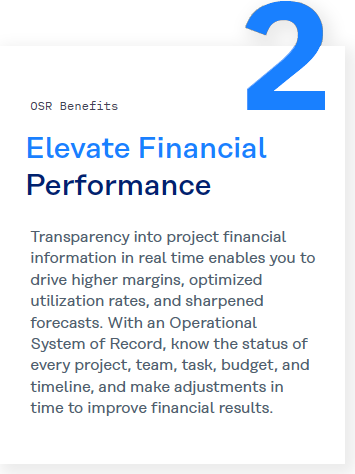 2
OSR Benefits
Elevate Financial
Performance
Transparency into project financial
information in real time enables you to
drive higher margins, optimized
utilization rates, and sharpened
forecasts. With an Operational
System of Record, know the status of
every project, team, task, budget, and
timeline, and make adjustments in
time to improve financial results.